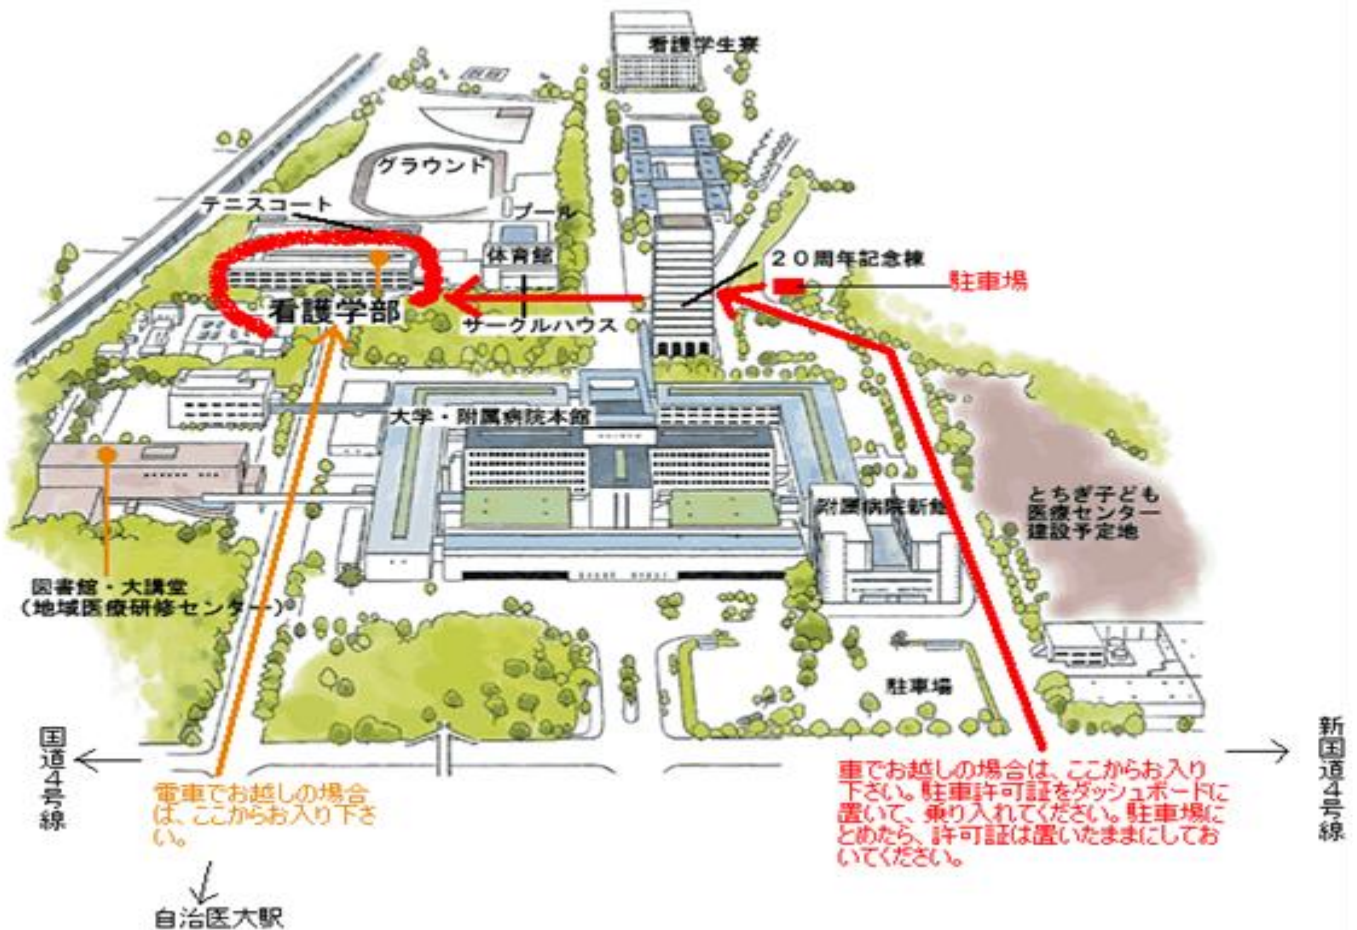 看護学生寮
グラウンド
テニスコート
プール
体育館
20周年記念棟
駐車場
看護学部
サークルハウス
大学・附属病院本館
附属病院新館
とちぎ子ども
医療センター
建設予定地
図書館・大講堂
(地域医療研修センター)
駐車場
国道4号線
新国道4号線
電車でお越しの場合
は、ここからお入り下さ
い。
車でお越しの場合は、ここからお入り
下さい。駐車許可証をダッシュボードに
置いて、乗り入れてください。駐車場に
とめたら、許可証は置いたままにしてお
いてください。
自治医大駅